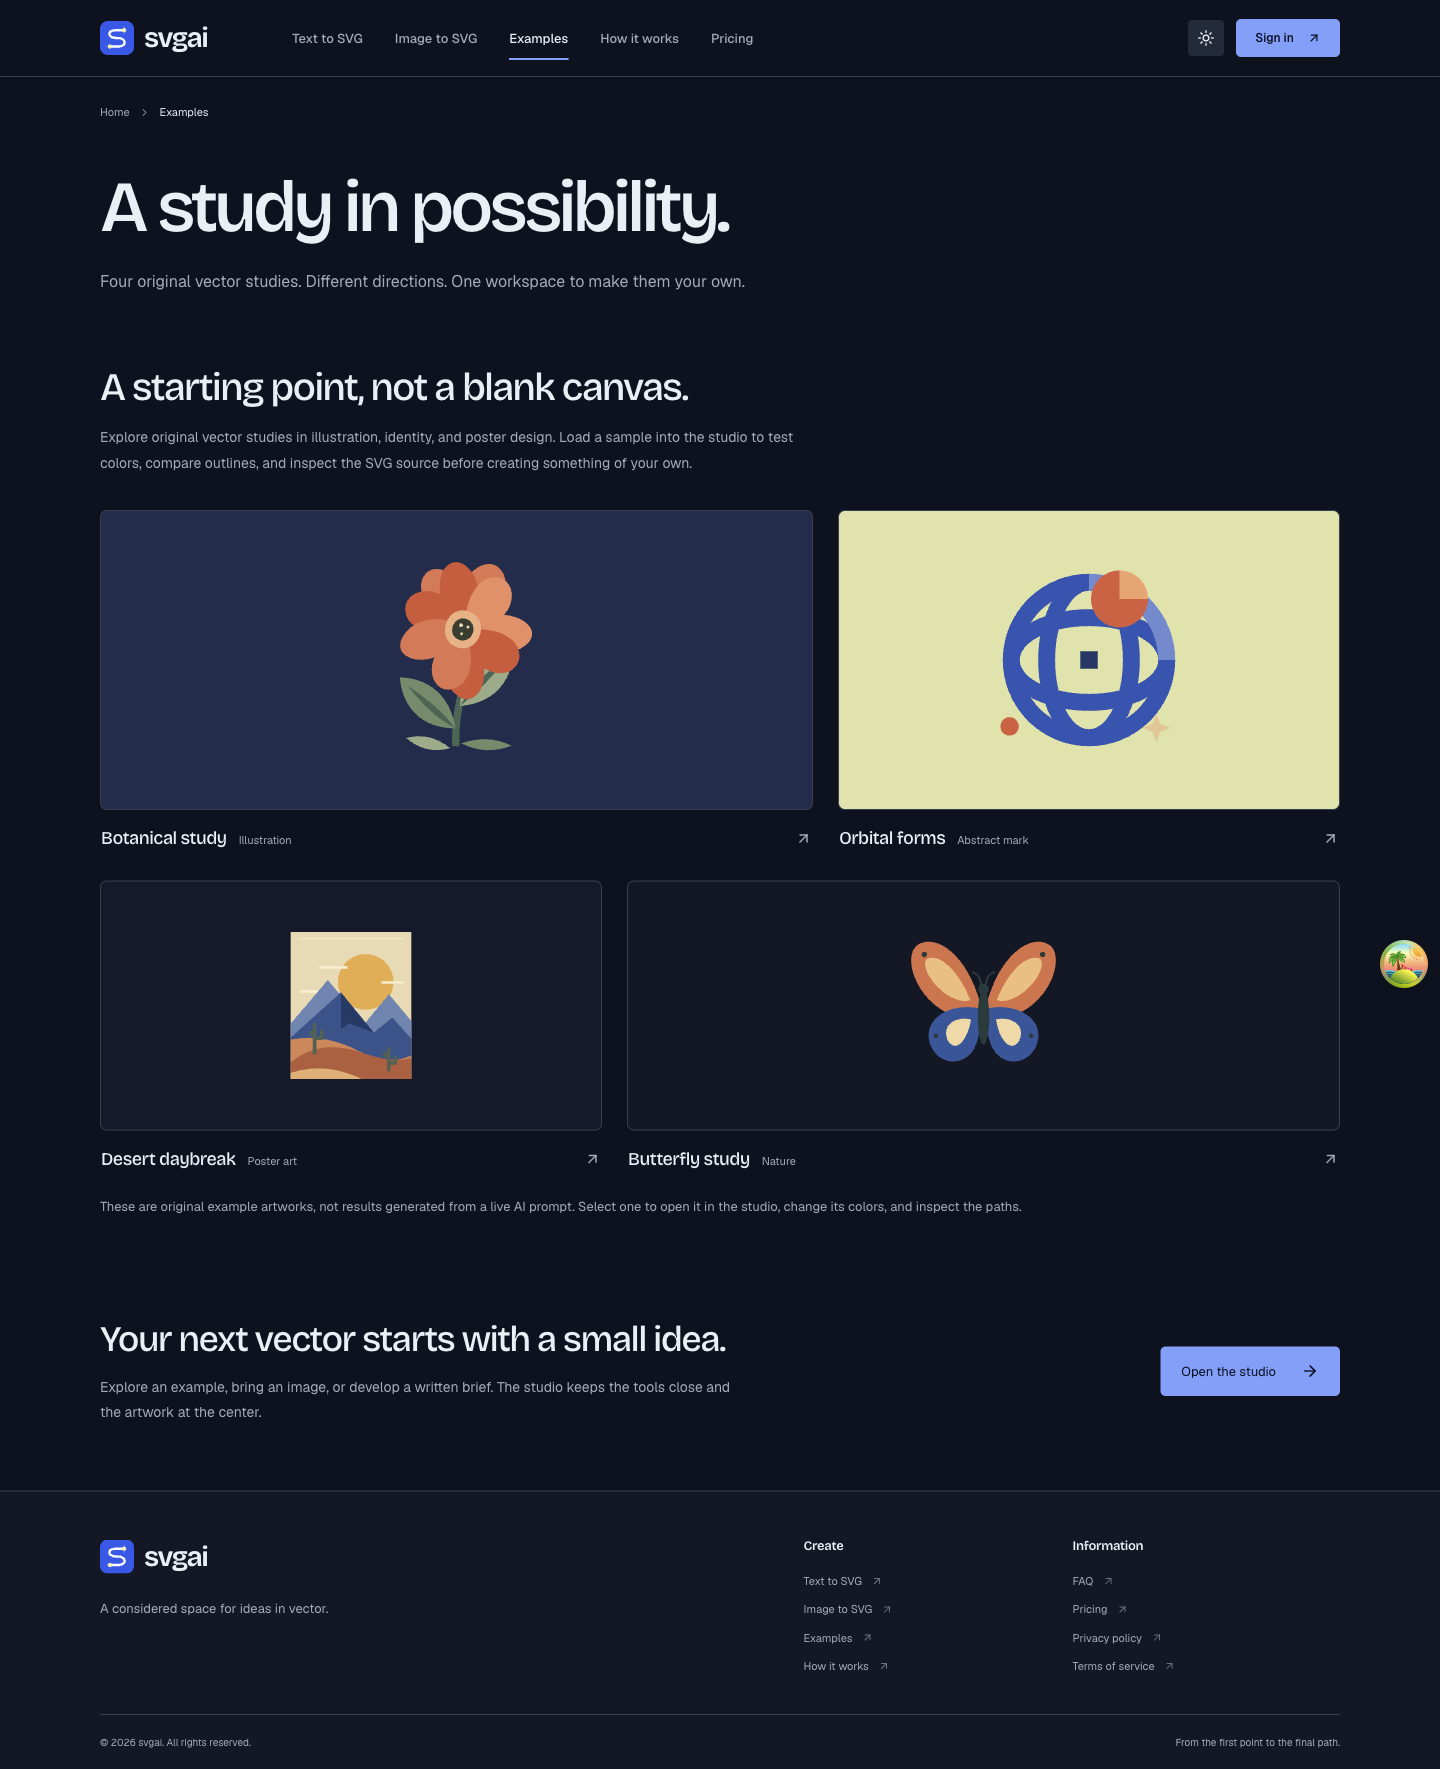 svgai
Text to SVG
Image to SVG
Examples
How it works
Pricing
Sign in
Home
Examples
A study in possibility.
Four original vector studies. Different directions. One workspace to make them your own.
A starting point, not a blank canvas.
Explore original vector studies in illustration, identity, and poster design. Load a sample into the studio to test
colors, compare outlines, and inspect the SVG source before creating something of your own.
Botanical study Illustration
Orbital forms Abstract mark
Desert daybreak Poster art
Butterfly study Nature
These are original example artworks, not results generated from a live AI prompt. Select one to open it in the studio, change its colors, and inspect the paths.
Your next vector starts with a small idea.
Explore an example, bring an image, or develop a written brief. The studio keeps the tools close and
the artwork at the center.
Open the studio
svgai
A considered space for ideas in vector.
Create
Text to SVG
Image to SVG
Examples
How it works
Information
FAQ
Pricing
Privacy policy
Terms of service
© 2026 svgai. All rights reserved.
From the first point to the final path.